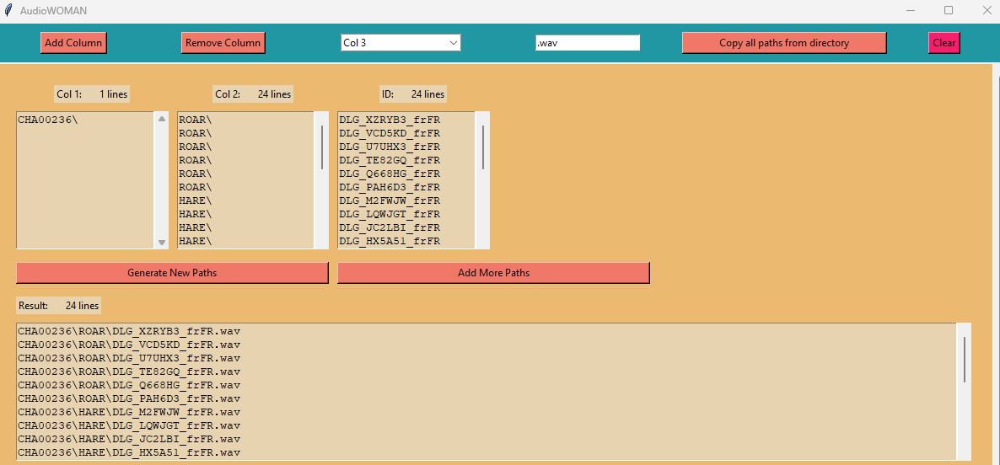 AudioWOMAN
Add Column Remove Column Col 3 .wav Copy all paths from directory Clear
Col 1: 1 lines Col 2: 24 lines ID: 24 lines
CHA00236\ ROAR\ DLG_XZRYB3_frFR
ROAR\ DLG_VCD5KD_frFR
ROAR\ DLG_U7UHX3_frFR
ROAR\ DLG_TE82GQ_frFR
ROAR\ DLG_Q668HG_frFR
ROAR\ DLG_PAH6D3_frFR
HARE\ DLG_M2FWJW_frFR
HARE\ DLG_LQWJGT_frFR
HARE\ DLG_JC2LBI_frFR
HARE\ DLG_HX5A51_frFR
Generate New Paths Add More Paths
Result: 24 lines
CHA00236\ROAR\DLG_XZRYB3_frFR.wav
CHA00236\ROAR\DLG_VCD5KD_frFR.wav
CHA00236\ROAR\DLG_U7UHX3_frFR.wav
CHA00236\ROAR\DLG_TE82GQ_frFR.wav
CHA00236\ROAR\DLG_Q668HG_frFR.wav
CHA00236\ROAR\DLG_PAH6D3_frFR.wav
CHA00236\HARE\DLG_M2FWJW_frFR.wav
CHA00236\HARE\DLG_LQWJGT_frFR.wav
CHA00236\HARE\DLG_JC2LBI_frFR.wav
CHA00236\HARE\DLG_HX5A51_frFR.wav